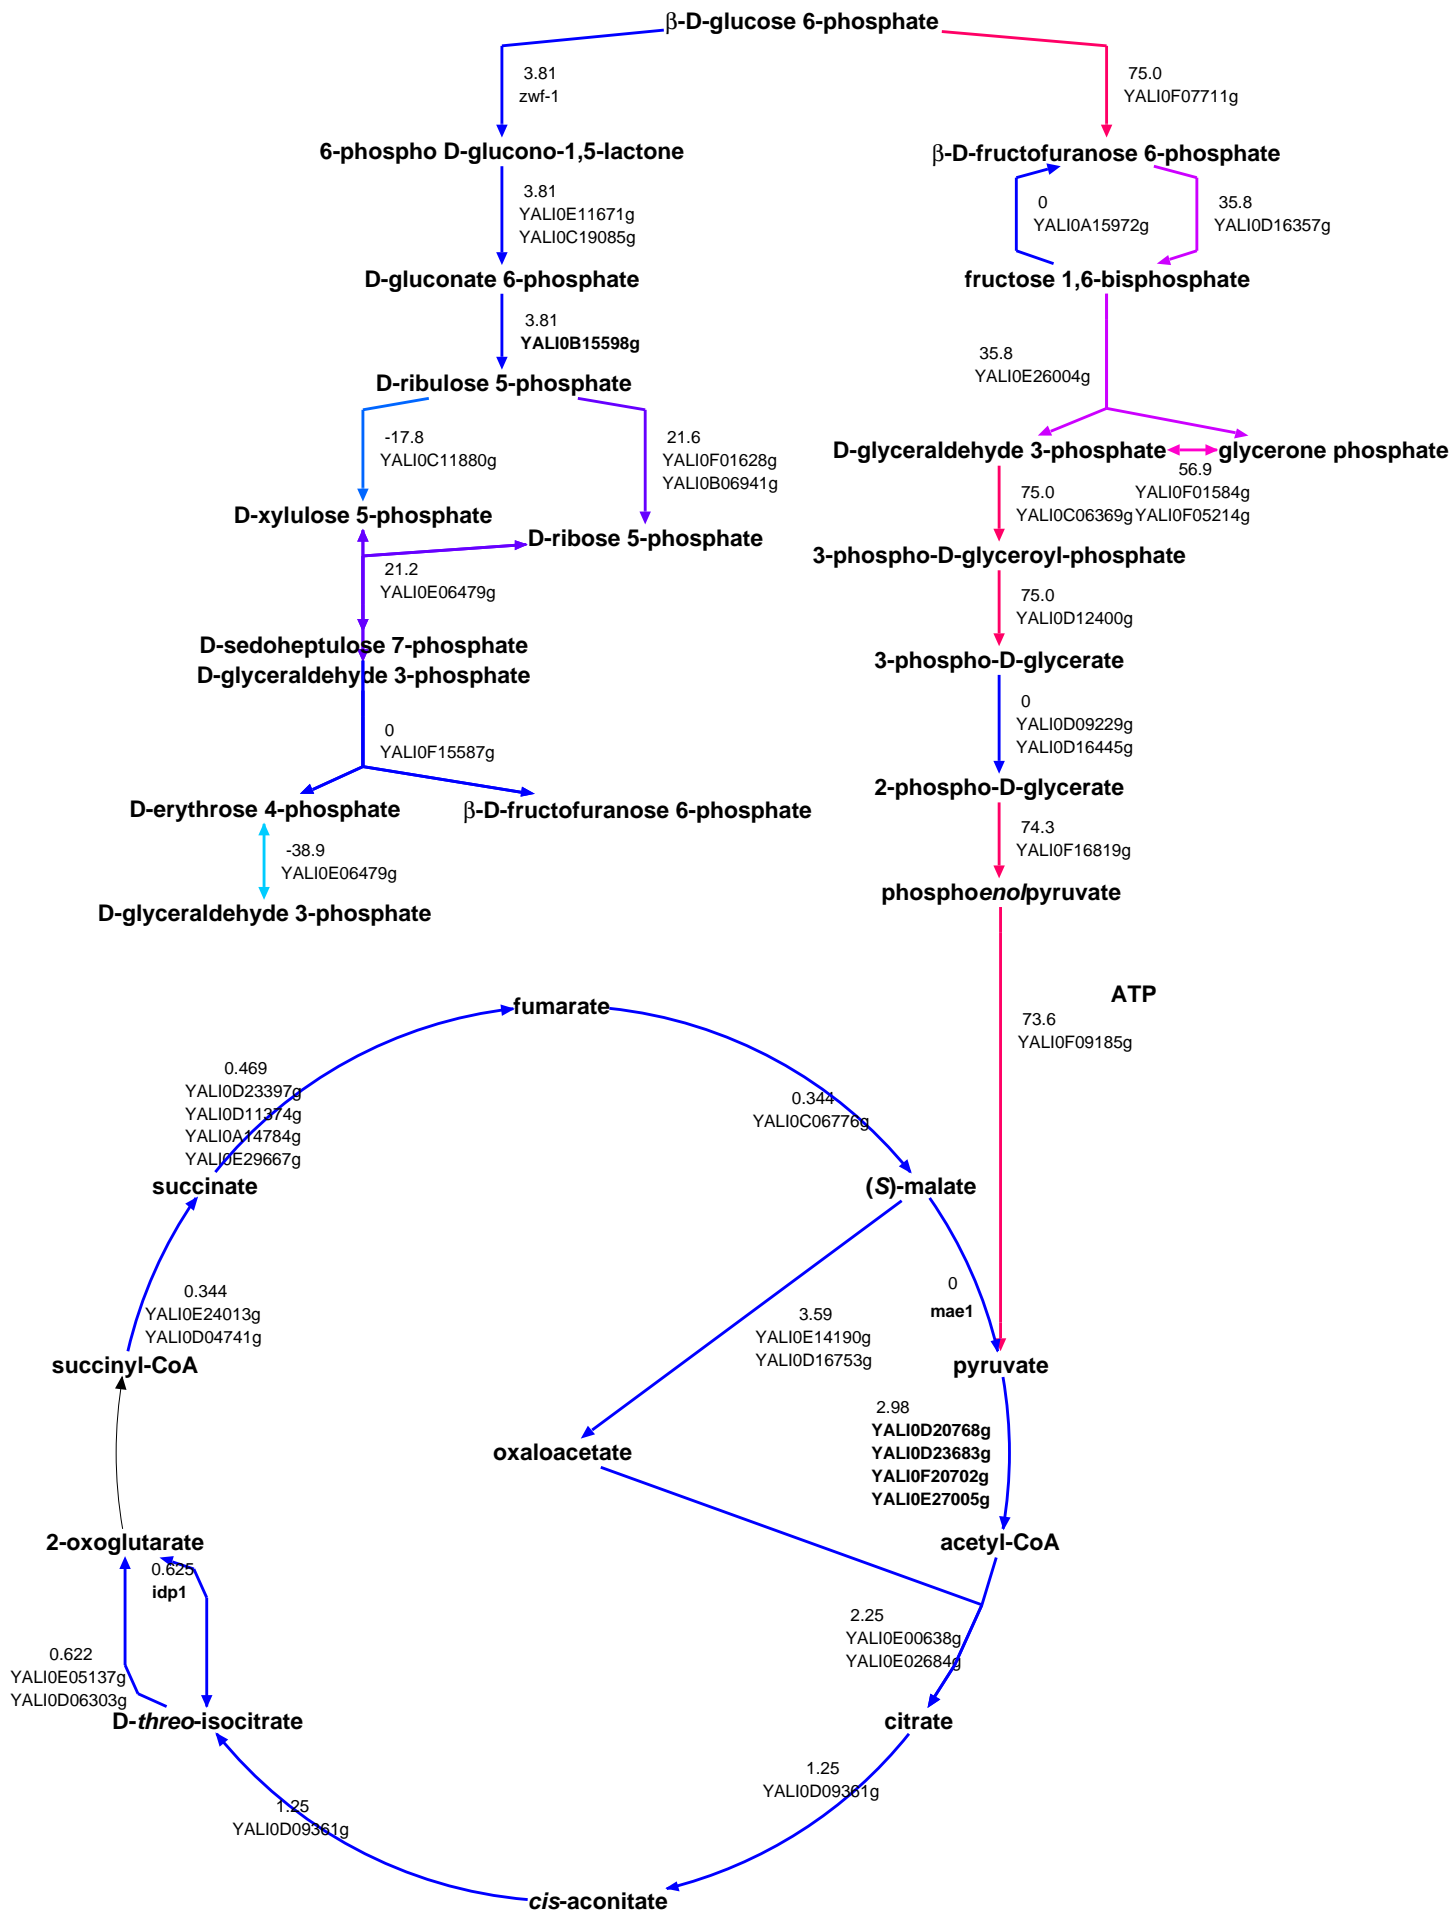 β-D-glucose 6-phosphate
3.81
zwf-1
75.0
YALI0F07711g
6-phospho D-glucono-1,5-lactone
β-D-fructofuranose 6-phosphate
3.81
YALI0E11671g
YALI0C19085g
0
YALI0A15972g
35.8
YALI0D16357g
D-gluconate 6-phosphate
fructose 1,6-bisphosphate
3.81
YALI0B15598g
35.8
YALI0E26004g
D-ribulose 5-phosphate
-17.8
YALI0C11880g
21.6
YALI0F01628g
YALI0B06941g
D-glyceraldehyde 3-phosphate
glycerone phosphate
56.9
YALI0F01584g
YALI0F05214g
75.0
YALI0C06369g
D-xylulose 5-phosphate
D-ribose 5-phosphate
3-phospho-D-glyceroyl-phosphate
21.2
YALI0E06479g
75.0
YALI0D12400g
D-sedoheptulose 7-phosphate
D-glyceraldehyde 3-phosphate
3-phospho-D-glycerate
0
YALI0F15587g
0
YALI0D09229g
YALI0D16445g
D-erythrose 4-phosphate
β-D-fructofuranose 6-phosphate
2-phospho-D-glycerate
-38.9
YALI0E06479g
74.3
YALI0F16819g
D-glyceraldehyde 3-phosphate
phosphoenolpyruvate
ATP
73.6
YALI0F09185g
fumarate
0.469
YALI0D23397g
YALI0D11374g
YALI0A14784g
YALI0E29667g
0.344
YALI0C06776g
succinate
(S)-malate
0.344
YALI0E24013g
YALI0D04741g
3.59
YALI0E14190g
YALI0D16753g
0
mae1
succinyl-CoA
pyruvate
2.98
YALI0D20768g
YALI0D23683g
YALI0F20702g
YALI0E27005g
oxaloacetate
2-oxoglutarate
acetyl-CoA
0.625
idp1
2.25
YALI0E00638g
YALI0E02684g
0.622
YALI0E05137g
YALI0D06303g
D-threo-isocitrate
citrate
1.25
YALI0D09361g
1.25
YALI0D09361g
cis-aconitate